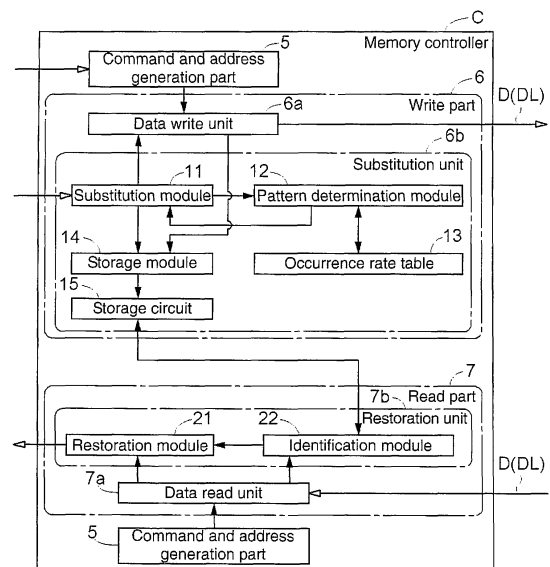 C
Memory controller
5
Command and address
generation part
6
Write part
D(DL)
6a
Data write unit
6b
Substitution unit
11
Substitution module
12
Pattern determination module
14
Storage module
13
Occurrence rate table
15
Storage circuit
7
Read part
7b
Restoration unit
21
Restoration module
22
Identification module
7a
Data read unit
D(DL)
5
Command and address
generation part